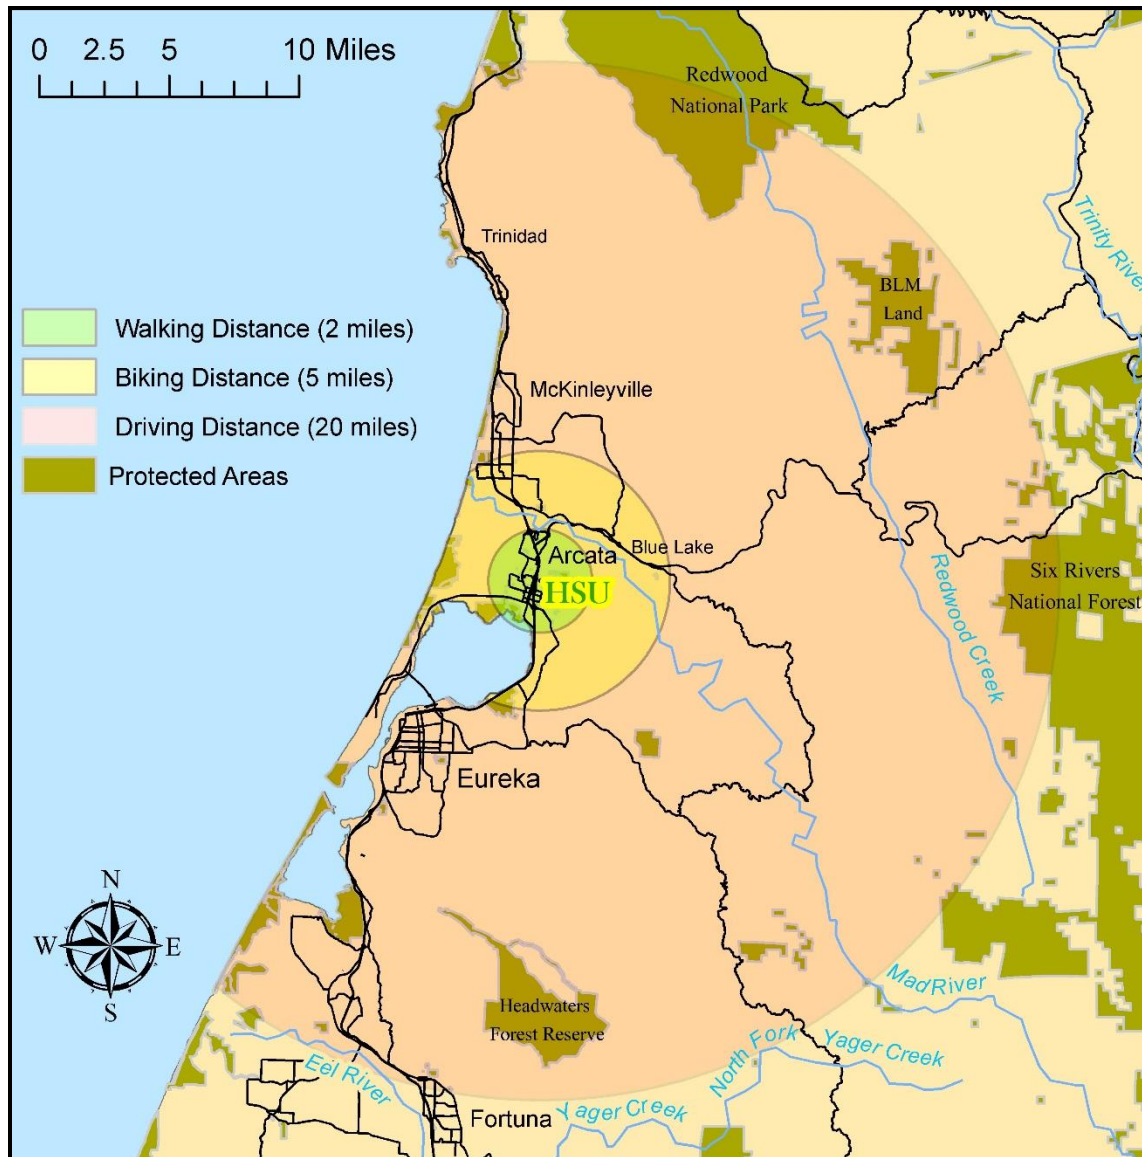 0 2.5 5 10 Miles
Redwood
National Park
Trinity River
Trinidad
BLM
Land
Walking Distance (2 miles)
Biking Distance (5 miles)
Driving Distance (20 miles)
Protected Areas
McKinleyville
Blue Lake
Arcata
HSU
Six Rivers
National Forest
Redwood Creek
Eureka
N
W E
S
Headwaters
Forest Reserve
Mad River
North Fork Yager Creek
Eel River
Yager Creek
Fortuna